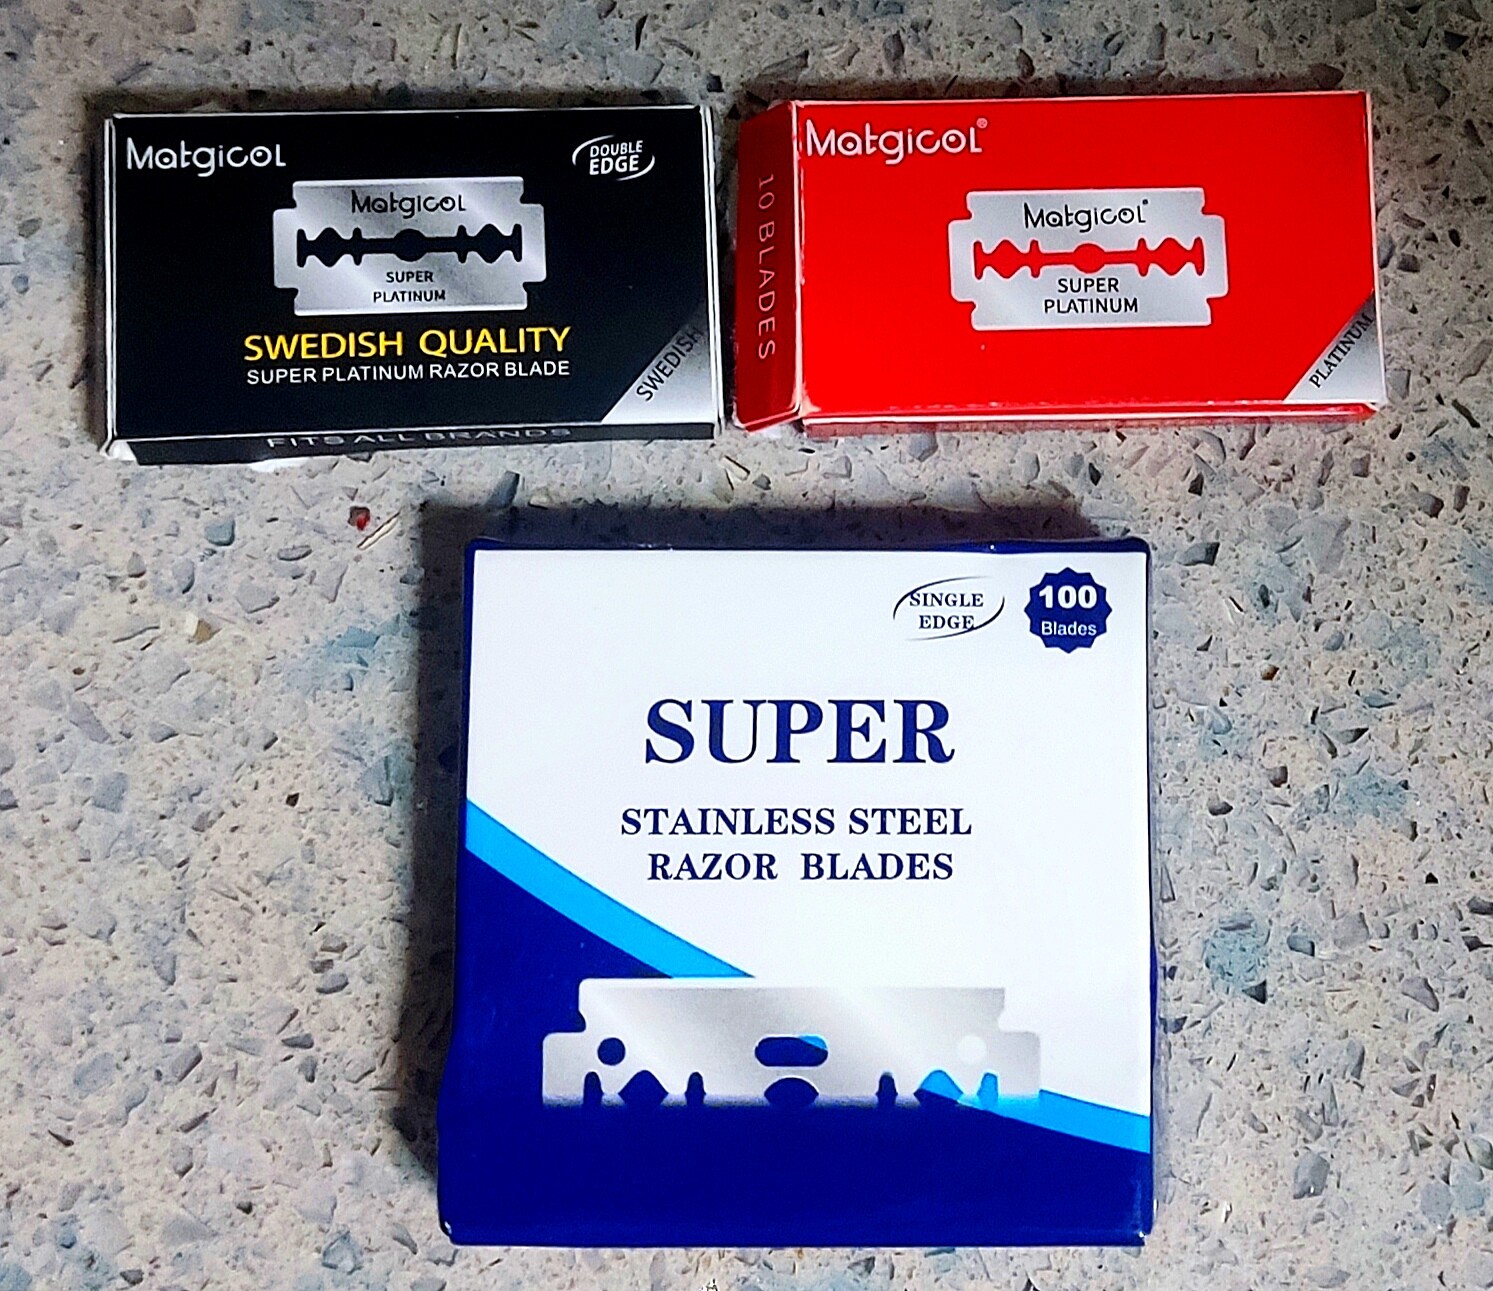 Matgicol
DOUBLE
EDGE
Matgicol
SUPER
PLATINUM
SWEDISH QUALITY
SUPER PLATINUM RAZOR BLADE
SWEDISH
FITS ALL BRANDS
10 BLADES
Matgicol®
Matgicol®
SUPER
PLATINUM
PLATINUM
SINGLE
EDGE
100
Blades
SUPER
STAINLESS STEEL
RAZOR BLADES